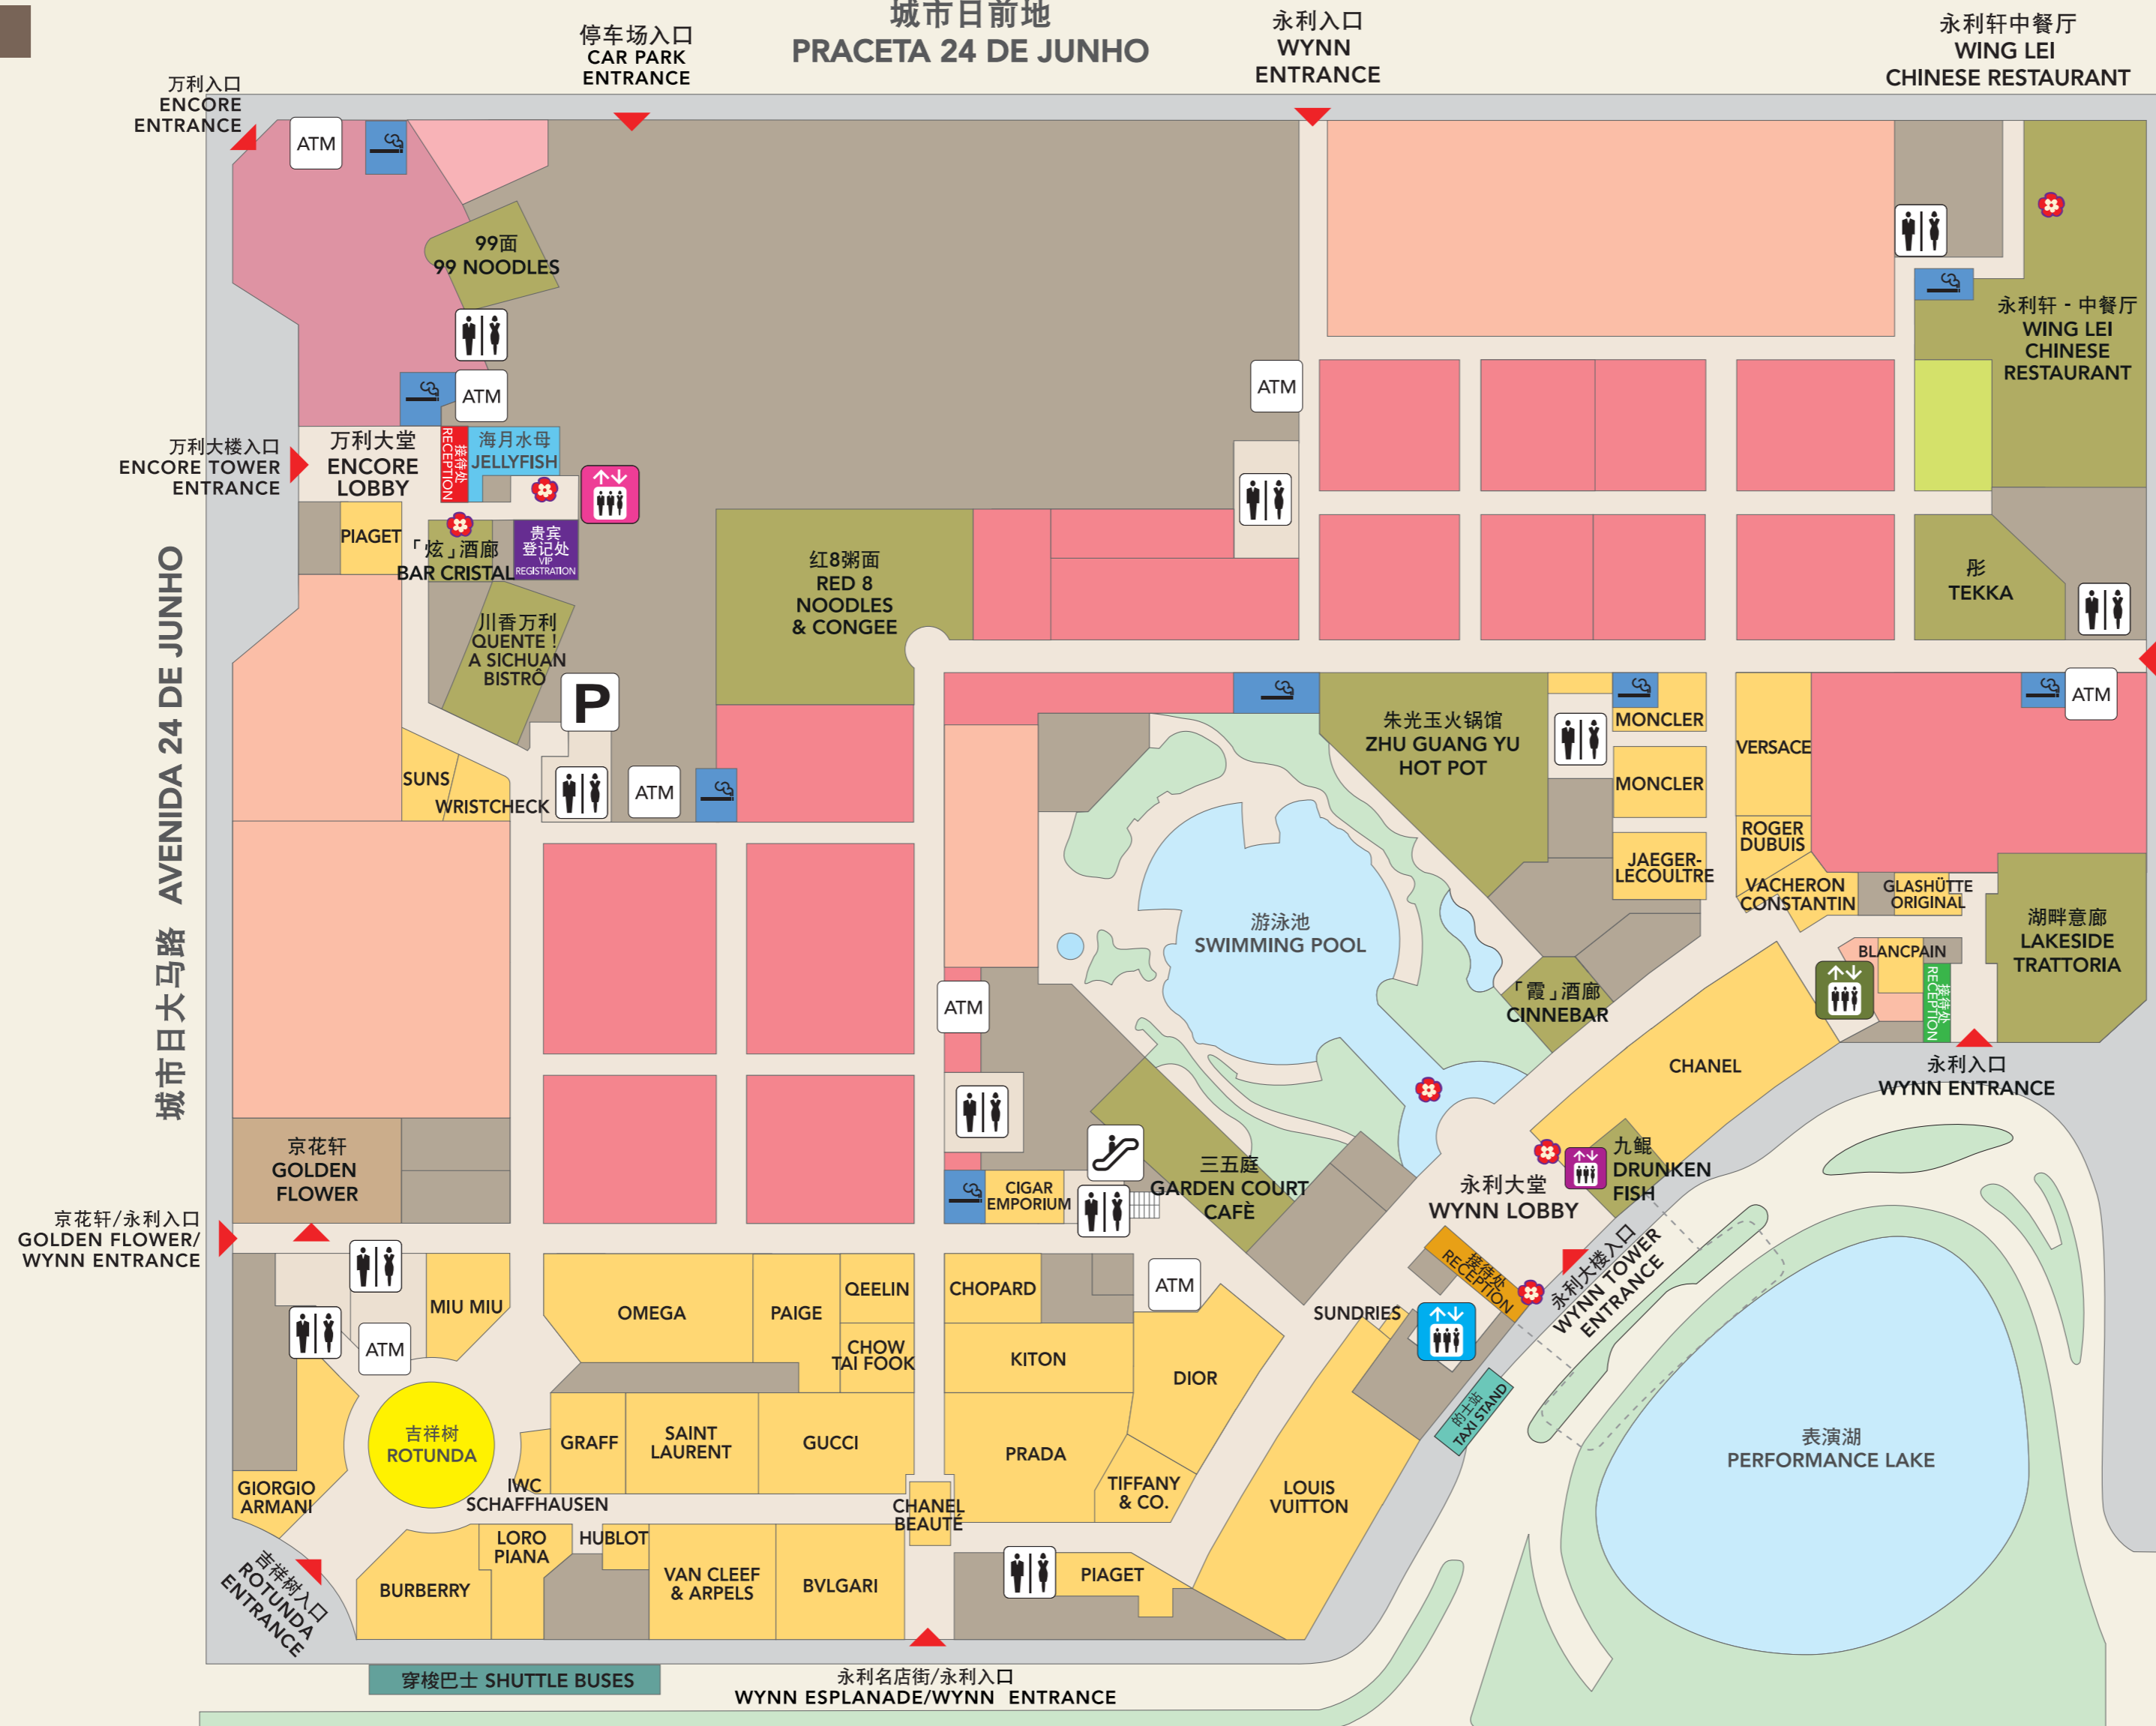 城市日前地
PRACETA 24 DE JUNHO
停车场入口
CAR PARK
ENTRANCE
永利入口
WYNN
ENTRANCE
永利轩中餐厅
WING LEI
CHINESE RESTAURANT
万利入口
ENCORE
ENTRANCE
ATM
99面
99 NOODLES
ATM
ATM
永利轩 - 中餐厅
WING LEI
CHINESE
RESTAURANT
万利大楼入口
ENCORE TOWER
ENTRANCE
万利大堂
ENCORE
LOBBY
接待处
RECEPTION
海月水母
JELLYFISH
PIAGET
「炫」酒廊
BAR CRISTAL
贵宾
登记处
VIP
REGISTRATION
川香万利
QUENTE !
A SICHUAN
BISTRÔ
红8粥面
RED 8
NOODLES
& CONGEE
彤
TEKKA
城市日大马路 AVENIDA 24 DE JUNHO
P
SUNS
WRISTCHECK
ATM
朱光玉火锅馆
ZHU GUANG YU
HOT POT
MONCLER
MONCLER
JAEGER-
LECOULTRE
VERSACE
ROGER
DUBUIS
VACHERON
CONSTANTIN
ATM
GLASHÜTTE
ORIGINAL
BLANCPAIN
接待处
RECEPTION
湖畔意廊
LAKESIDE
TRATTORIA
游泳池
SWIMMING POOL
ATM
「霞」酒廊
CINNEBAR
CHANEL
永利入口
WYNN ENTRANCE
京花轩
GOLDEN
FLOWER
京花轩/永利入口
GOLDEN FLOWER/
WYNN ENTRANCE
CIGAR
EMPORIUM
三五庭
GARDEN COURT
CAFÈ
永利大堂
WYNN LOBBY
九鲲
DRUNKEN
FISH
接待处
RECEPTION
永利大楼入口
WYNN TOWER
ENTRANCE
ATM
MIU MIU
OMEGA
PAIGE
QEELIN
CHOW
TAI FOOK
CHOPARD
KITON
ATM
DIOR
SUNDRIES
吉祥树
ROTUNDA
GIORGIO
ARMANI
IWC
SCHAFFHAUSEN
GRAFF
SAINT
LAURENT
GUCCI
PRADA
TIFFANY
& CO.
LOUIS
VUITTON
的士站
TAXI STAND
表演湖
PERFORMANCE LAKE
CHANEL
BEAUTÉ
吉祥树入口
ROTUNDA
ENTRANCE
BURBERRY
LORO
PIANA
HUBLOT
VAN CLEEF
& ARPELS
BVLGARI
PIAGET
穿梭巴士 SHUTTLE BUSES
永利名店街/永利入口
WYNN ESPLANADE/WYNN ENTRANCE